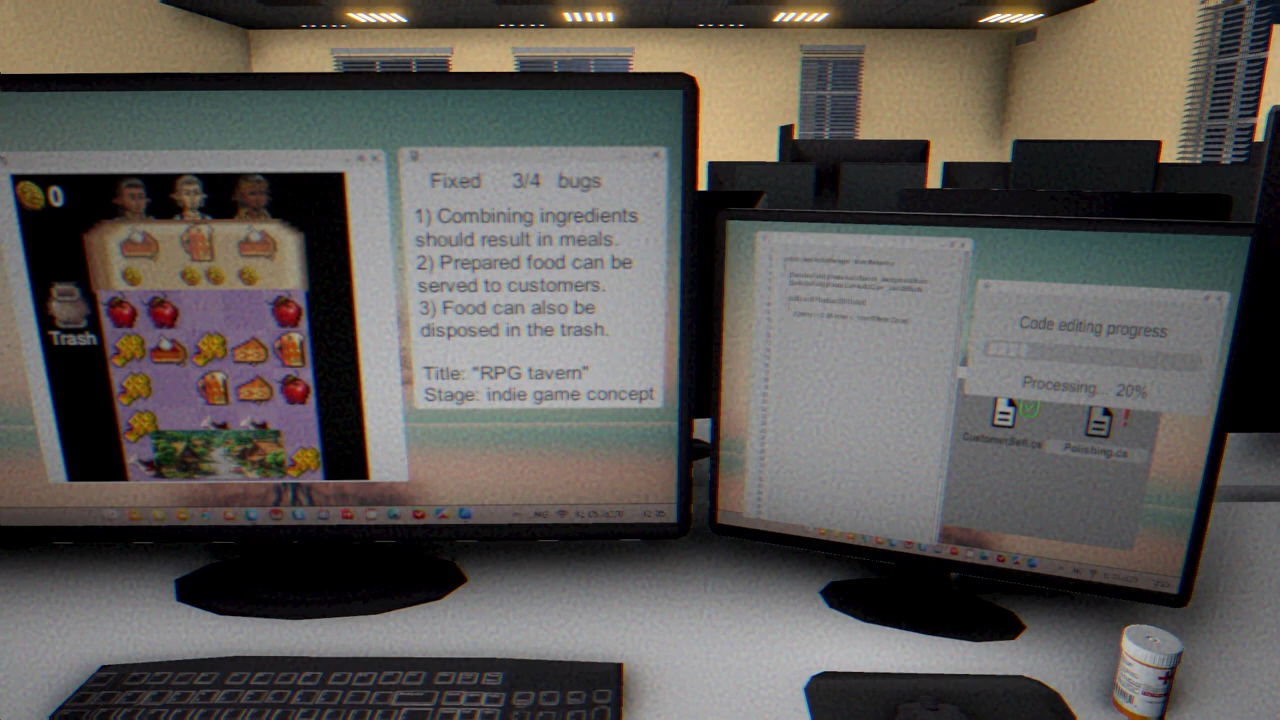 0
Trash
Fixed 3/4 bugs
1) Combining ingredients
should result in meals.
2) Prepared food can be
served to customers.
3) Food can also be
disposed in the trash.
Title: "RPG tavern"
Stage: indie game concept
Code editing progress
Processing... 20%
CustomerSell.cs
Polishing.cs